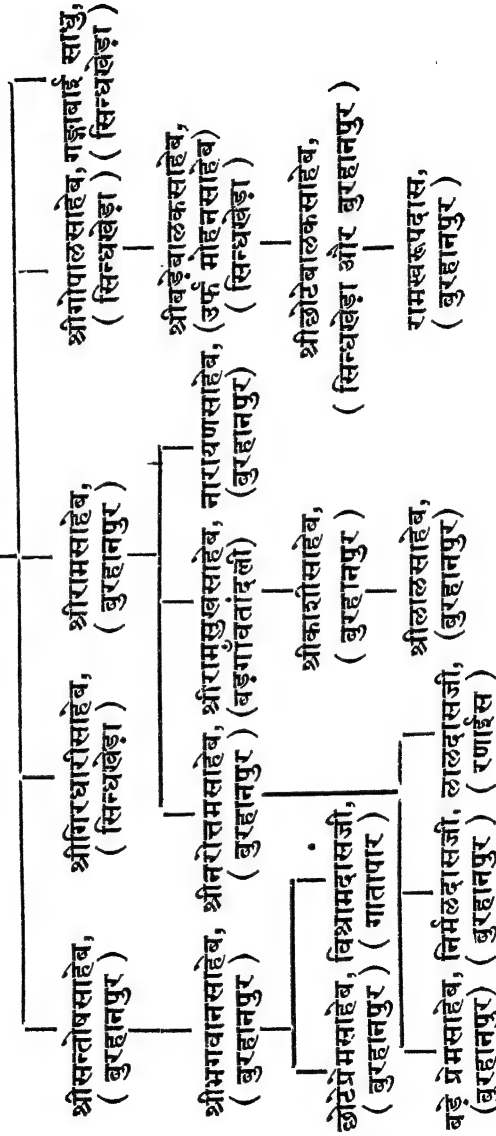 श्रीसन्तोषसाहेब, श्रीगिरधारीसाहेब, श्रीरामसाहेब, श्रीगोपालसाहेब, गङ्गाबाई साधु,
( बुरहानपुर ) ( सिन्धखेड़ा ) ( बुरहानपुर ) ( सिन्धखेड़ा ) ( सिन्धखेड़ा )
श्रीभगवानसाहेब, श्रीनरोत्तमसाहेब, श्रीरामसुखसाहेब, नारायणसाहेब, श्रीबड़ेबालकसाहेब,
( बुरहानपुर ) ( बुरहानपुर ) (बड़गाँवतांदली) (बुरहानपुर) (उर्फ मोहनसाहेब)
( सिन्धखेड़ा )
छोटेप्रेमसाहेब, विश्रामदासजी, श्रीकाशीसाहेब, श्रीछोटेबालकसाहेब,
( बुरहानपुर ) ( गातापार ) ( बुरहानपुर ) ( सिन्धखेड़ा और बुरहानपुर )
बड़े प्रेमसाहेब, निर्मलदासजी, लालदासजी, श्रीलालसाहेब, रामस्वरूपदास,
(बुरहानपुर) ( बुरहानपुर ) ( रणाईस ) (बुरहानपुर) ( बुरहानपुर )